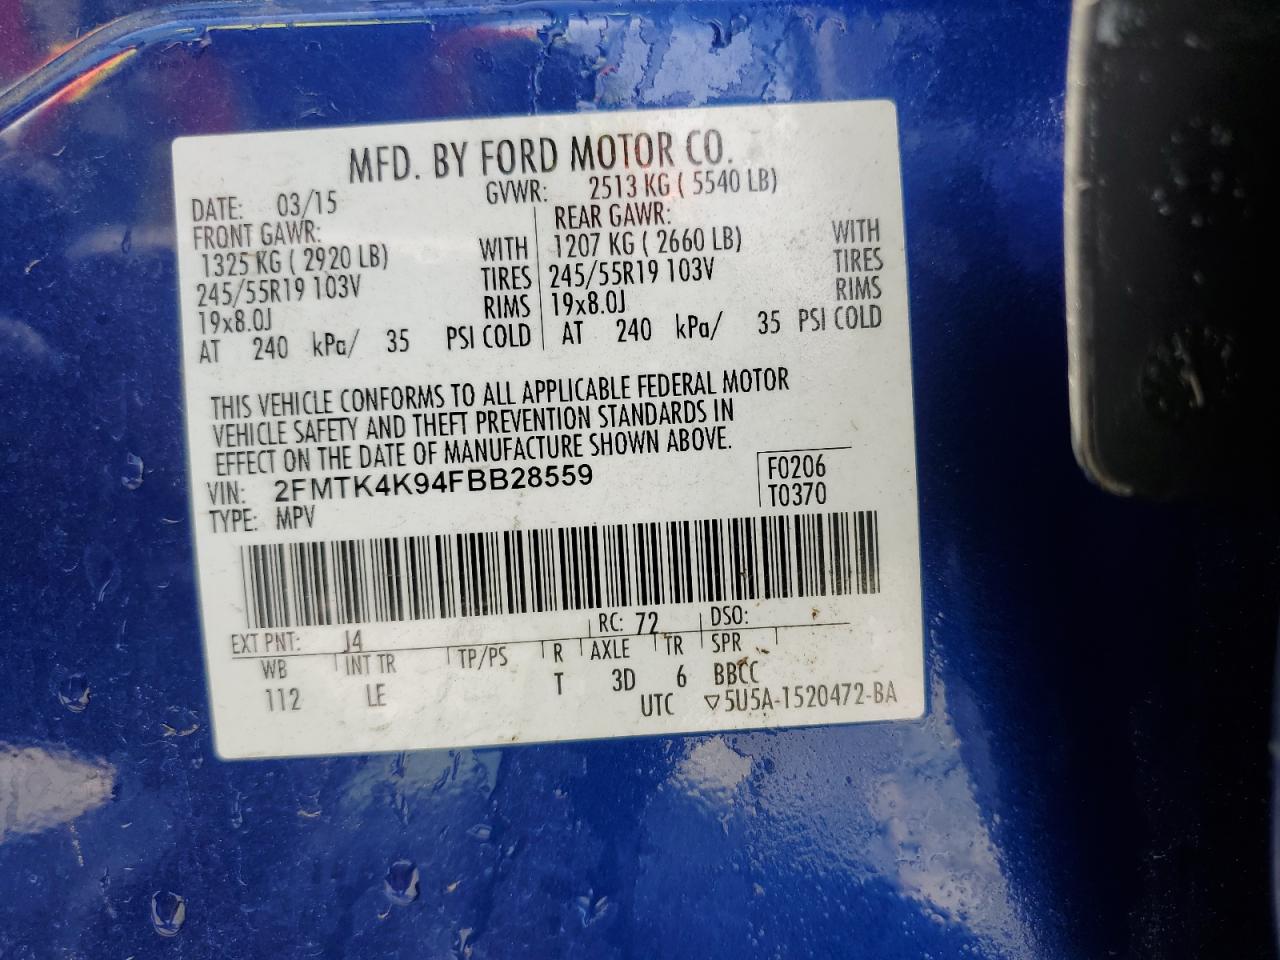 MFD. BY FORD MOTOR CO.
DATE: 03/15 GVWR: 2513 KG ( 5540 LB)
FRONT GAWR: REAR GAWR:
1325 KG ( 2920 LB) WITH 1207 KG ( 2660 LB) WITH
245/55R19 103V TIRES 245/55R19 103V TIRES
19x8.0J RIMS 19x8.0J RIMS
AT 240 kPa/ 35 PSI COLD AT 240 kPa/ 35 PSI COLD
THIS VEHICLE CONFORMS TO ALL APPLICABLE FEDERAL MOTOR
VEHICLE SAFETY AND THEFT PREVENTION STANDARDS IN
EFFECT ON THE DATE OF MANUFACTURE SHOWN ABOVE.
VIN: 2FMTK4K94FBB28559 F0206
TYPE: MPV T0370
EXT PNT: J4 RC: 72 DSO:
WB INT TR TP/PS R AXLE TR SPR
112 LE T 3D 6 BBCC
UTC ▽5U5A-1520472-BA